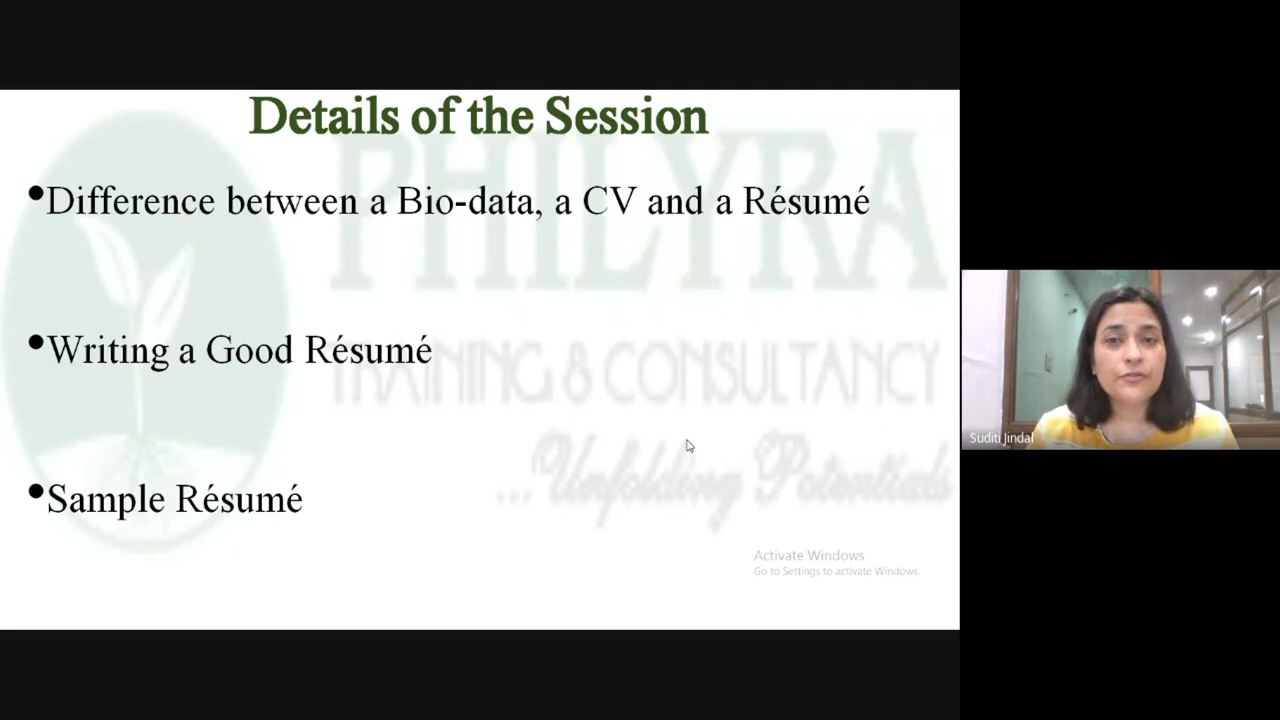 Details of the Session
•Difference between a Bio-data, a CV and a Résumé
•Writing a Good Résumé
•Sample Résumé
PHILYRA
TRAINING & CONSULTANCY
...Unfolding Potentials
Activate Windows
Go to Settings to activate Windows.
Suditi Jindal